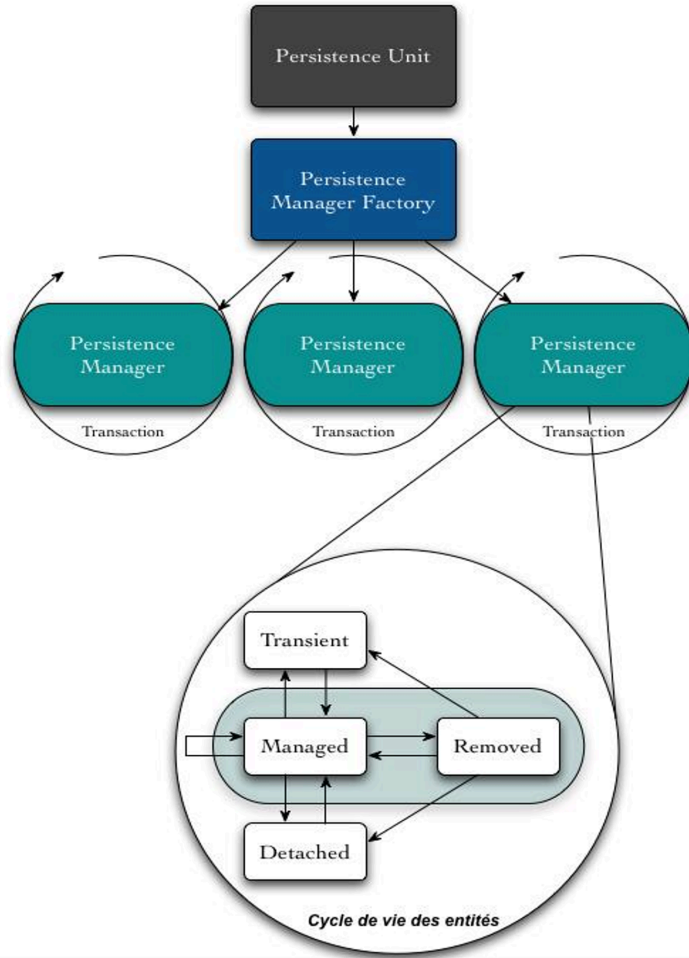 Persistence Unit
Persistence
Manager Factory
Persistence
Manager
Persistence
Manager
Persistence
Manager
Transaction
Transaction
Transaction
Transient
Managed
Removed
Detached
Cycle de vie des entités